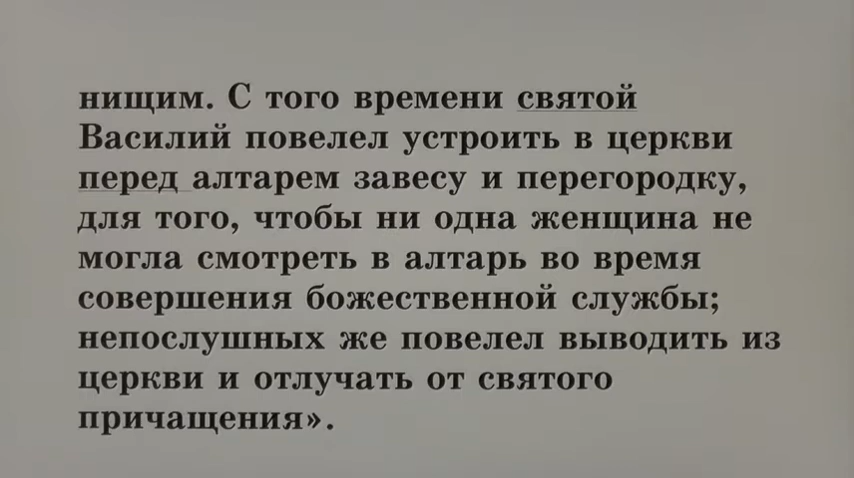 нищим. С того времени святой
Василий повелел устроить в церкви
перед алтарем завесу и перегородку,
для того, чтобы ни одна женщина не
могла смотреть в алтарь во время
совершения божественной службы;
непослушных же повелел выводить из
церкви и отлучать от святого
причащения».